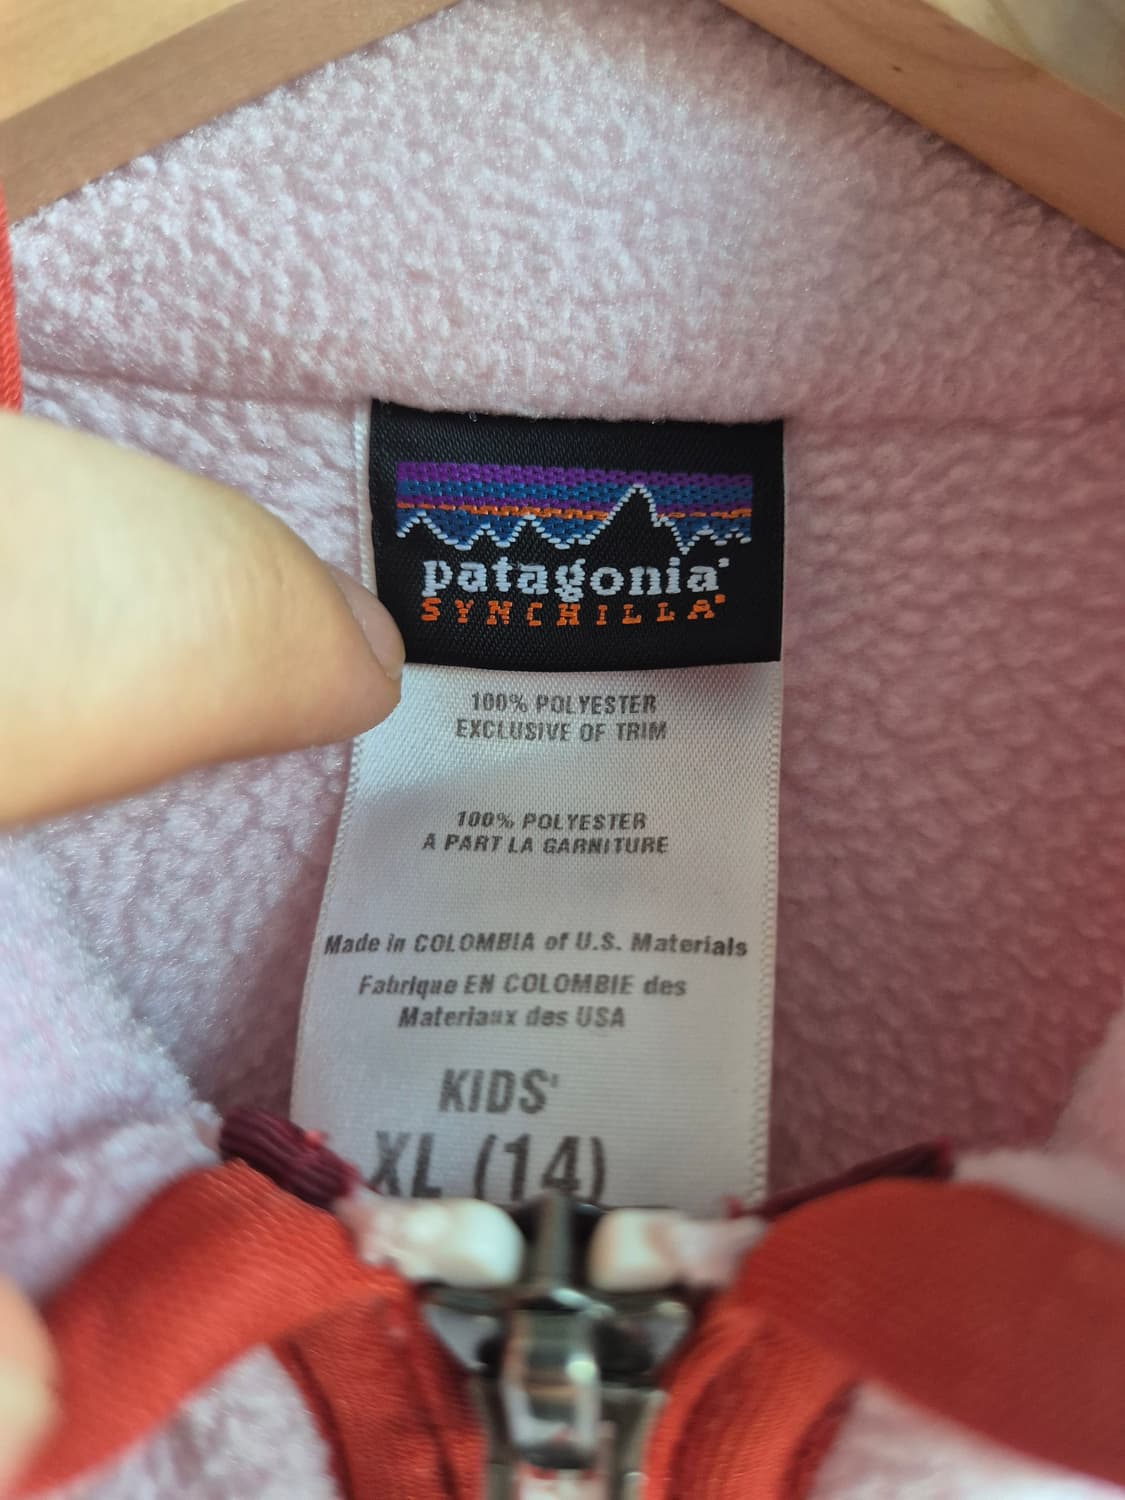 patagonia®
SYNCHILLA®
100% POLYESTER
EXCLUSIVE OF TRIM
100% POLYESTER
A PART LA GARNITURE
Made in COLOMBIA of U.S. Materials
Fabrique EN COLOMBIE des
Materiaux des USA
KIDS'
XL (14)